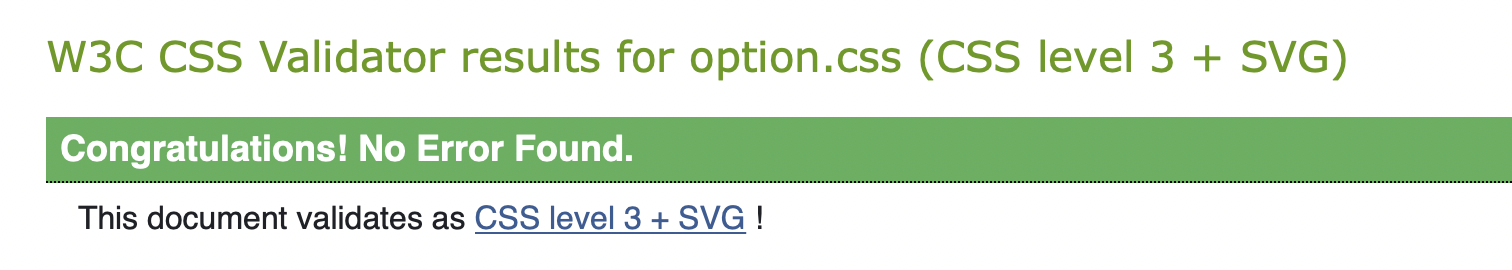 W3C CSS Validator results for option.css (CSS level 3 + SVG)
Congratulations! No Error Found.
This document validates as CSS level 3 + SVG !